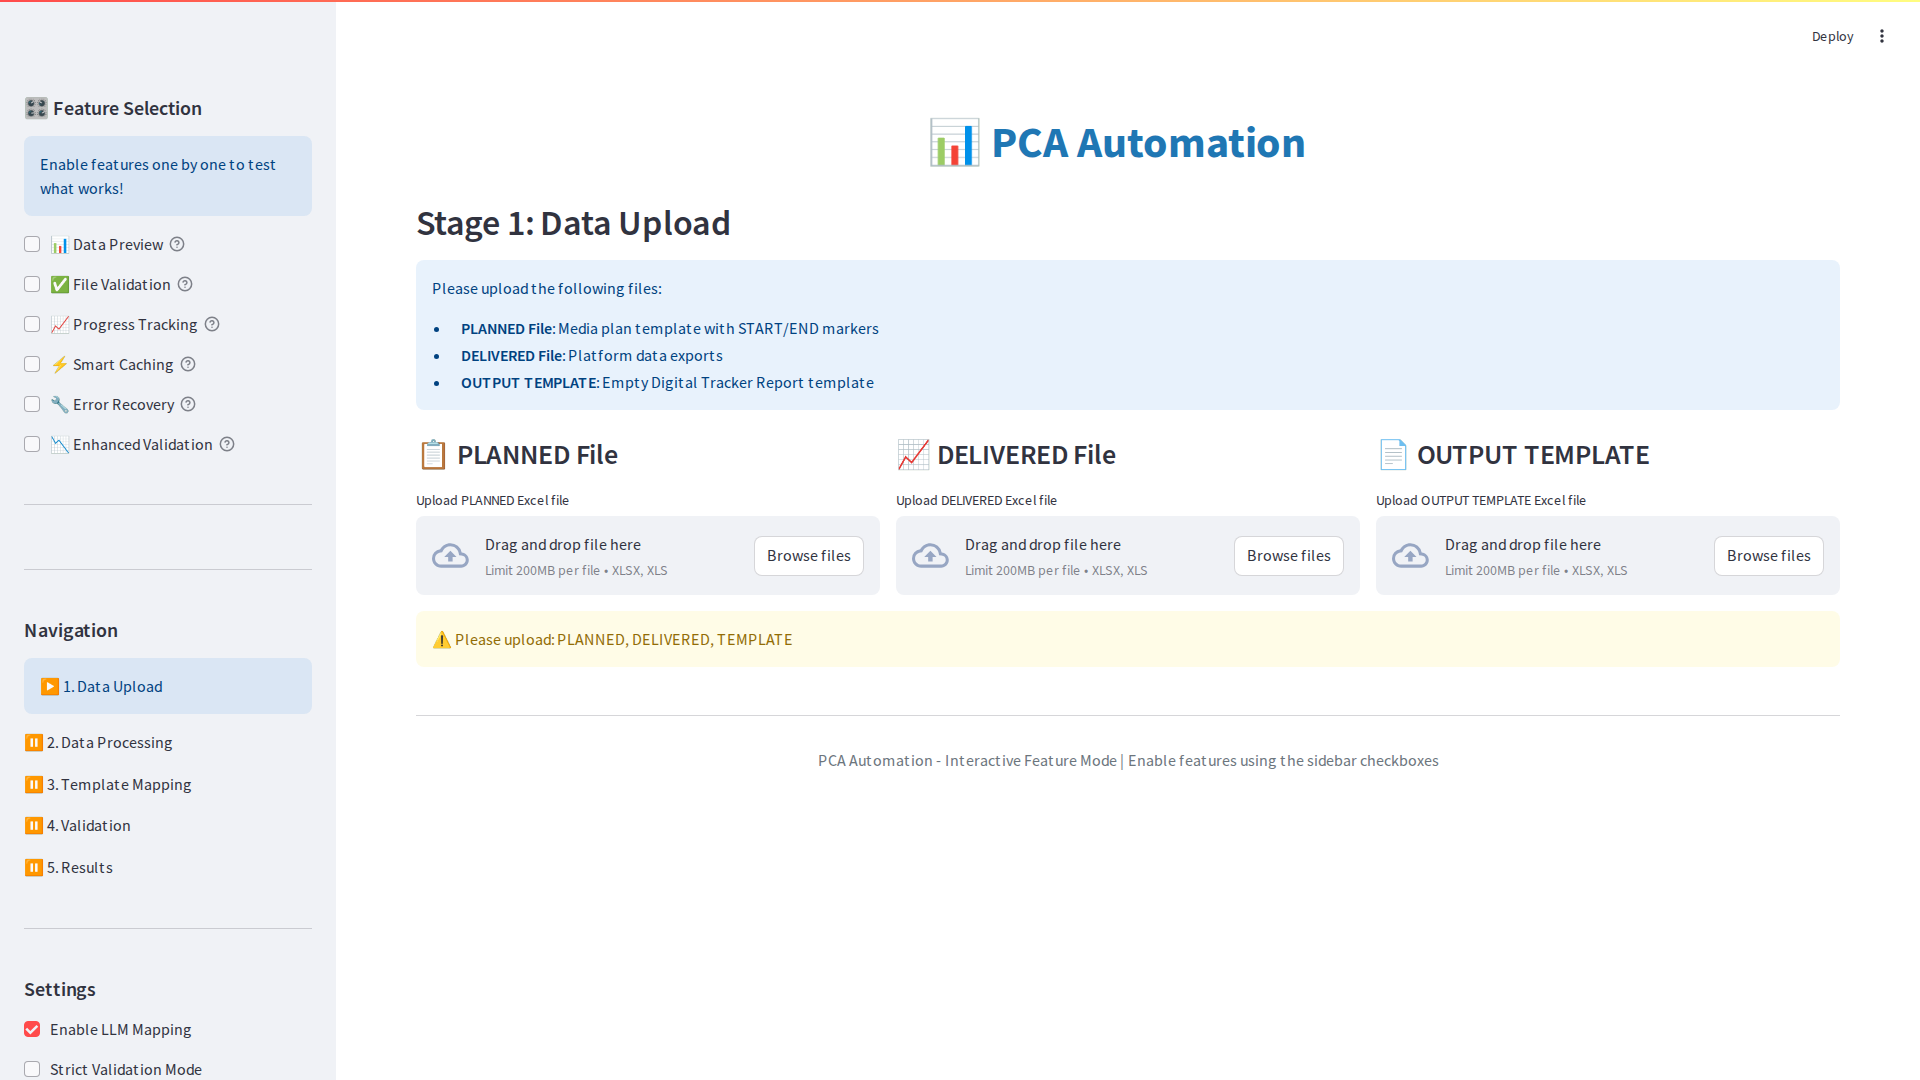 Deploy
Feature Selection
Enable features one by one to test
what works!
Data Preview
File Validation
Progress Tracking
Smart Caching
Error Recovery
Enhanced Validation
Navigation
1. Data Upload
2. Data Processing
3. Template Mapping
4. Validation
5. Results
Settings
Enable LLM Mapping
Strict Validation Mode
PCA Automation
Stage 1: Data Upload
Please upload the following files:
PLANNED File: Media plan template with START/END markers
DELIVERED File: Platform data exports
OUTPUT TEMPLATE: Empty Digital Tracker Report template
PLANNED File
Upload PLANNED Excel file
Drag and drop file here
Limit 200MB per file • XLSX, XLS
Browse files
DELIVERED File
Upload DELIVERED Excel file
Drag and drop file here
Limit 200MB per file • XLSX, XLS
Browse files
OUTPUT TEMPLATE
Upload OUTPUT TEMPLATE Excel file
Drag and drop file here
Limit 200MB per file • XLSX, XLS
Browse files
Please upload: PLANNED, DELIVERED, TEMPLATE
PCA Automation - Interactive Feature Mode | Enable features using the sidebar checkboxes